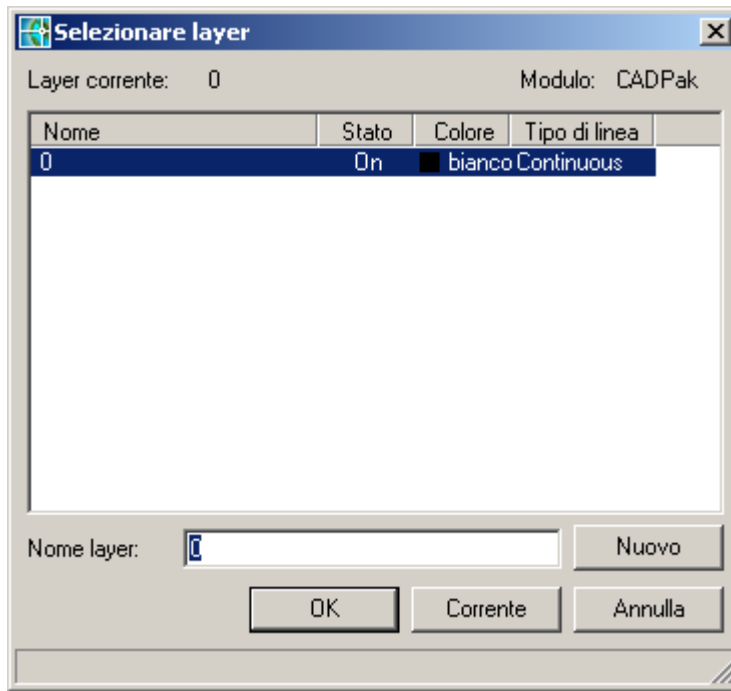 Selezionare layer
Layer corrente: 0 Modulo: CADPak
Nome Stato Colore Tipo di linea
0 On bianco Continuous
Nome layer: 0 Nuovo
OK Corrente Annulla